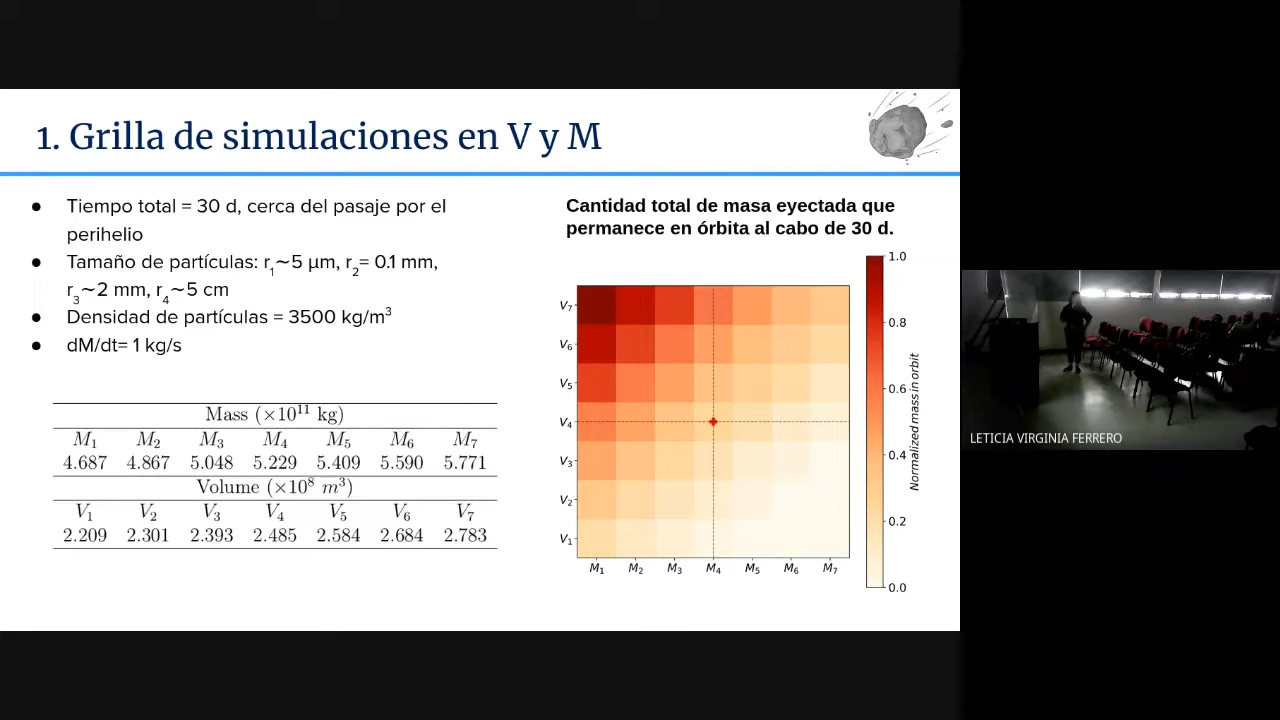 1. Grilla de simulaciones en V y M
● Tiempo total = 30 d, cerca del pasaje por el
perihelio
● Tamaño de partículas: r1∼5 µm, r2= 0.1 mm,
r3∼2 mm, r4∼5 cm
● Densidad de partículas = 3500 kg/m³
● dM/dt= 1 kg/s
Mass (×10¹¹ kg)
M1 M2 M3 M4 M5 M6 M7
4.687 4.867 5.048 5.229 5.409 5.590 5.771
Volume (×10⁸ m³)
V1 V2 V3 V4 V5 V6 V7
2.209 2.301 2.393 2.485 2.584 2.684 2.783
Cantidad total de masa eyectada que
permanece en órbita al cabo de 30 d.
V7
V6
V5
V4
V3
V2
V1
M1 M2 M3 M4 M5 M6 M7
1.0
0.8
0.6
0.4
0.2
0.0
Normalized mass in orbit
LETICIA VIRGINIA FERRERO